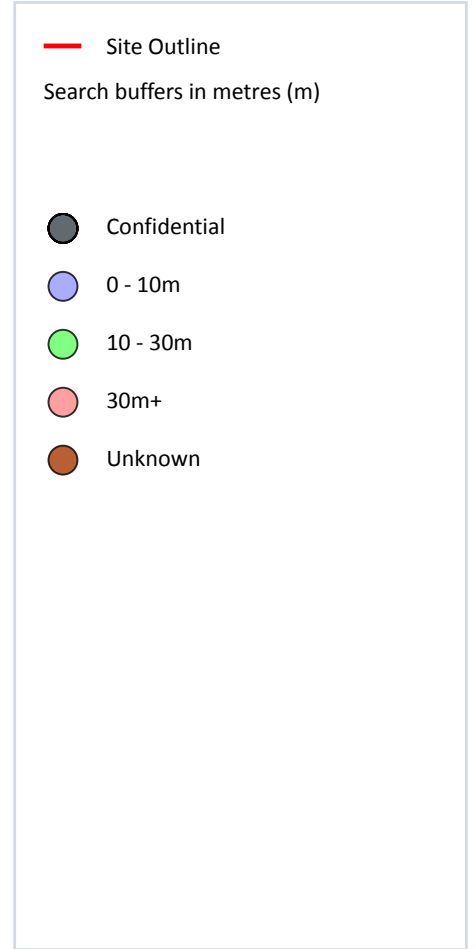 Site Outline
Search buffers in metres (m)
Confidential
0 - 10m
10 - 30m
30m+
Unknown